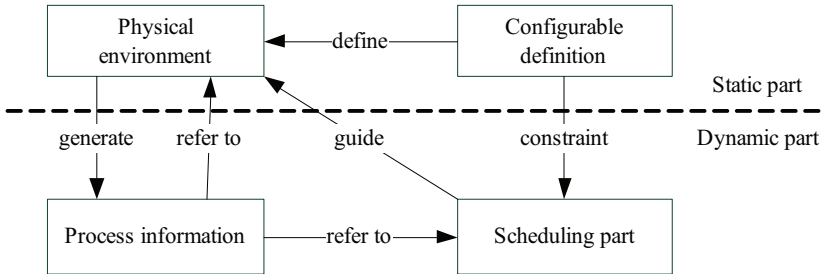 Physical
environment
define
Configurable
definition
Static part
generate
refer to
guide
constraint
Dynamic part
Process information
refer to
Scheduling part